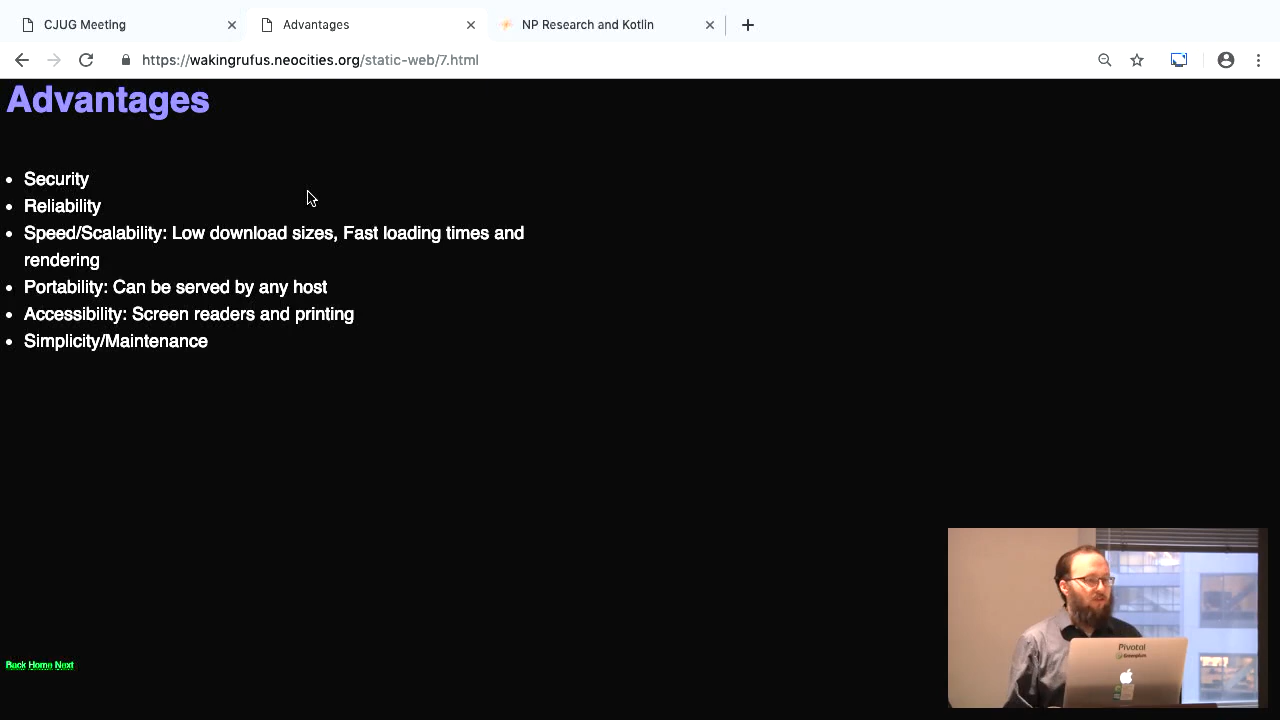 CJUG Meeting
Advantages
NP Research and Kotlin
https://wakingrufus.neocities.org/static-web/7.html
Advantages
Security
Reliability
Speed/Scalability: Low download sizes, Fast loading times and
rendering
Portability: Can be served by any host
Accessibility: Screen readers and printing
Simplicity/Maintenance
Back Home Next
Pivotal
Greenplum